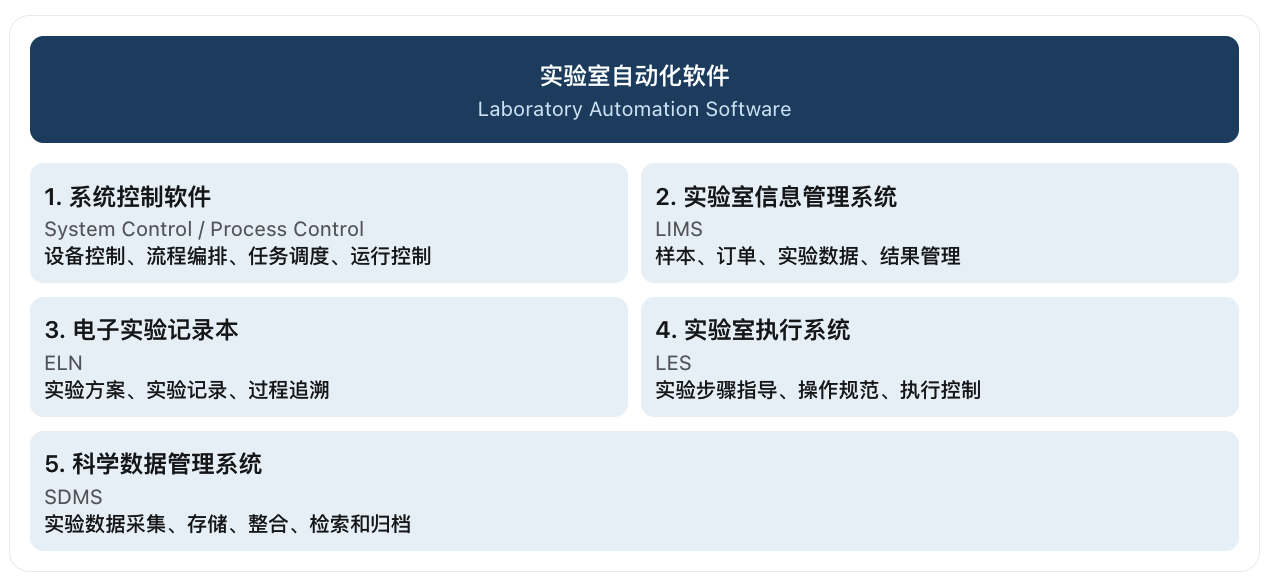 实验室自动化软件
Laboratory Automation Software
1. 系统控制软件
System Control / Process Control
设备控制、流程编排、任务调度、运行控制
2. 实验室信息管理系统
LIMS
样本、订单、实验数据、结果管理
3. 电子实验记录本
ELN
实验方案、实验记录、过程追溯
4. 实验室执行系统
LES
实验步骤指导、操作规范、执行控制
5. 科学数据管理系统
SDMS
实验数据采集、存储、整合、检索和归档